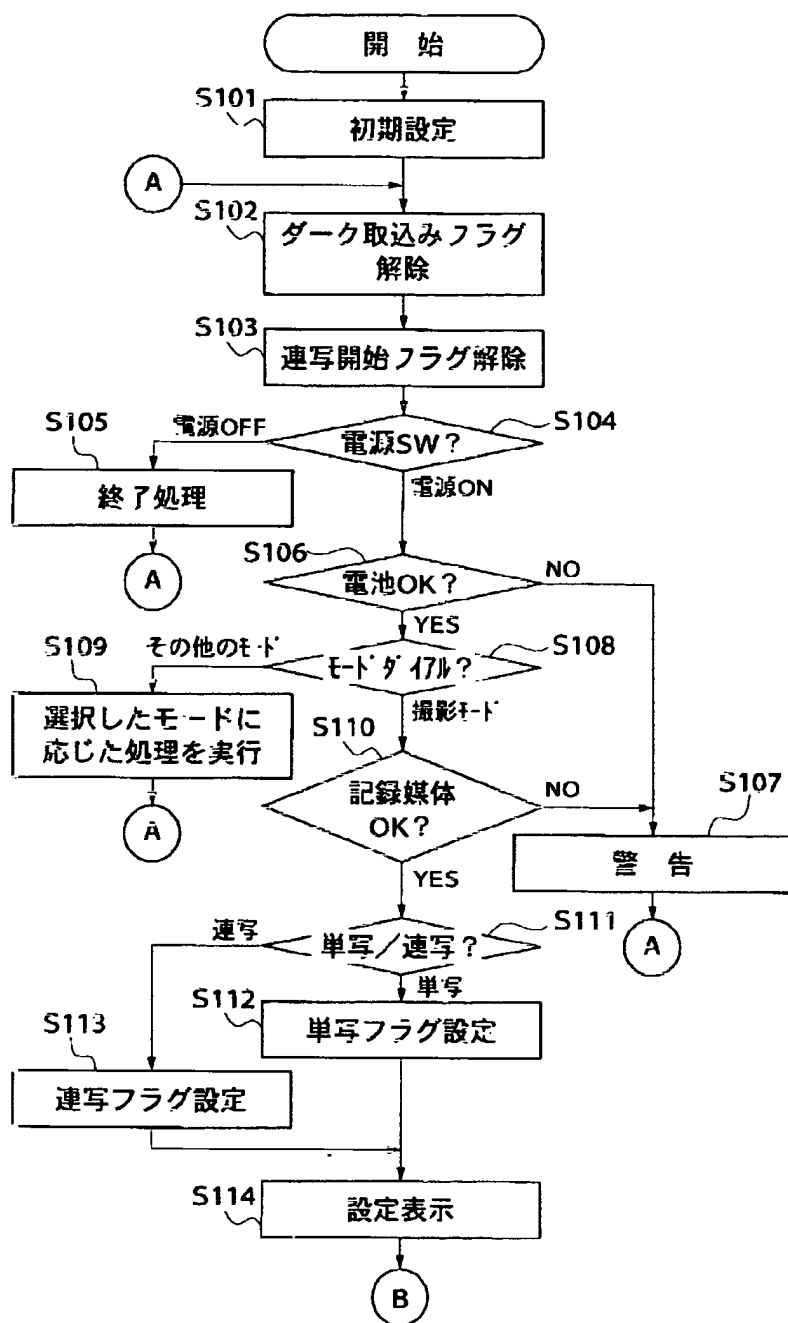 開 始
S101
初期設定
A
S102
ダーク取込みフラグ
解除
S103
連写開始フラグ解除
S104
電源SW?
電源OFF
S105
終了処理
A
電源ON
S106
電池OK?
NO
YES
S108
モードダイアル?
その他のモード
S109
選択したモードに
応じた処理を実行
A
撮影モード
S110
記録媒体
OK?
NO
S107
警 告
A
YES
S111
単写/連写?
連写
単写
S112
単写フラグ設定
S113
連写フラグ設定
S114
設定表示
B